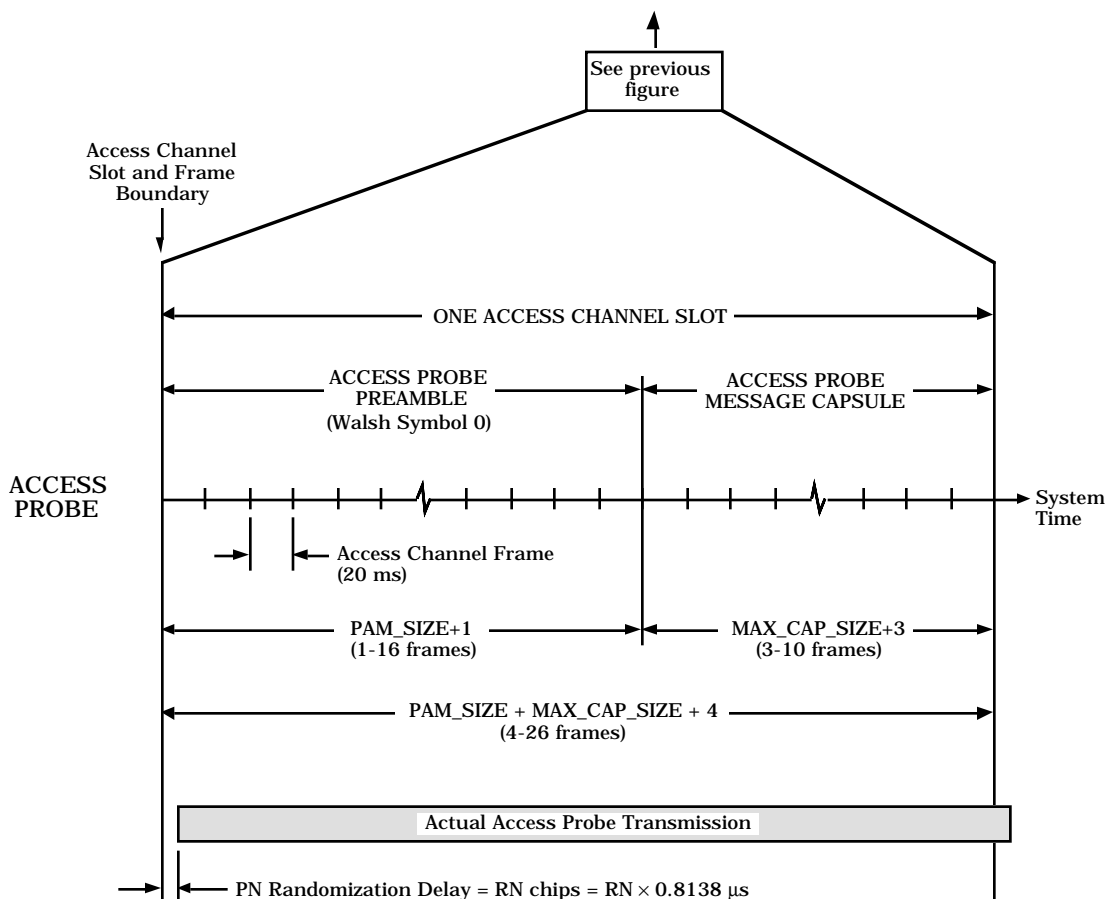 See previous
figure
Access Channel
Slot and Frame
Boundary
ONE ACCESS CHANNEL SLOT
ACCESS PROBE
PREAMBLE
(Walsh Symbol 0)
ACCESS PROBE
MESSAGE CAPSULE
ACCESS
PROBE
System
Time
Access Channel Frame
(20 ms)
PAM_SIZE+1
(1-16 frames)
MAX_CAP_SIZE+3
(3-10 frames)
PAM_SIZE + MAX_CAP_SIZE + 4
(4-26 frames)
Actual Access Probe Transmission
PN Randomization Delay = RN chips = RN × 0.8138 µs